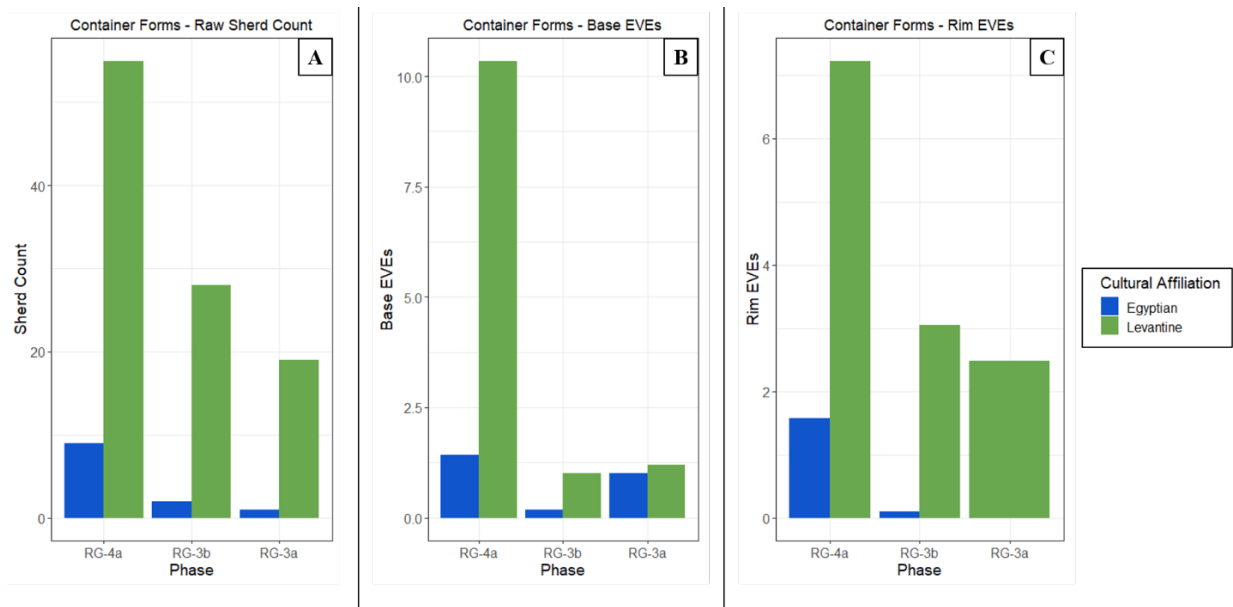 Container Forms - Raw Sherd Count
A
Sherd Count
40
20
0
RG-4a RG-3b RG-3a
Phase
Container Forms - Base EVEs
B
Base EVEs
10.0
7.5
5.0
2.5
0.0
RG-4a RG-3b RG-3a
Phase
Container Forms - Rim EVEs
C
Rim EVEs
6
4
2
0
RG-4a RG-3b RG-3a
Phase
Cultural Affiliation
Egyptian
Levantine